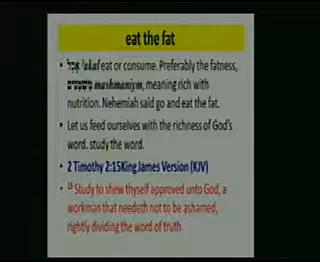 eat the fat
אָכַל 'akal eat or consume. Preferably the fatness,
mashmaniym, meaning rich with
nutrition. Nehemiah said go and eat the fat.
Let us feed ourselves with the richness of God's
word. study the word.
2 Timothy 2:15King James Version (KJV)
15 Study to shew thyself approved unto God, a
workman that needeth not to be ashamed,
rightly dividing the word of truth